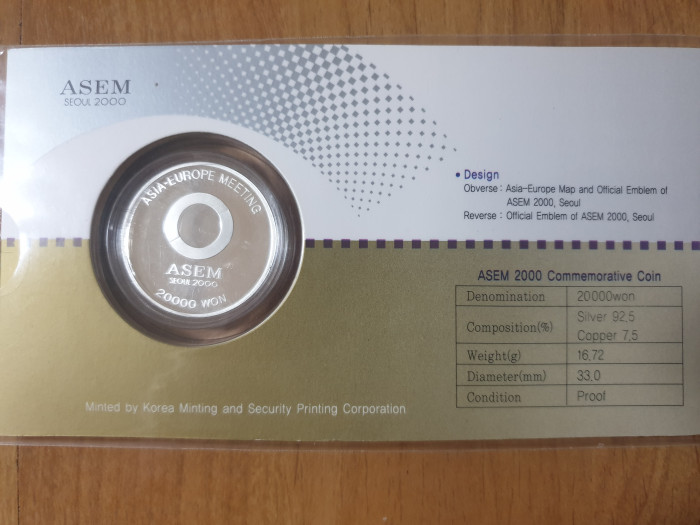 ASEM
SEOUL 2000
ASIA-EUROPE MEETING
ASEM
SEOUL 2000
20000 WON
• Design
Obverse : Asia-Europe Map and Official Emblem of
ASEM 2000, Seoul
Reverse : Official Emblem of ASEM 2000, Seoul
ASEM 2000 Commemorative Coin
Denomination 20000won
Composition(%) Silver 92.5
Copper 7.5
Weight(g) 16.72
Diameter(mm) 33.0
Condition Proof
Minted by Korea Minting and Security Printing Corporation